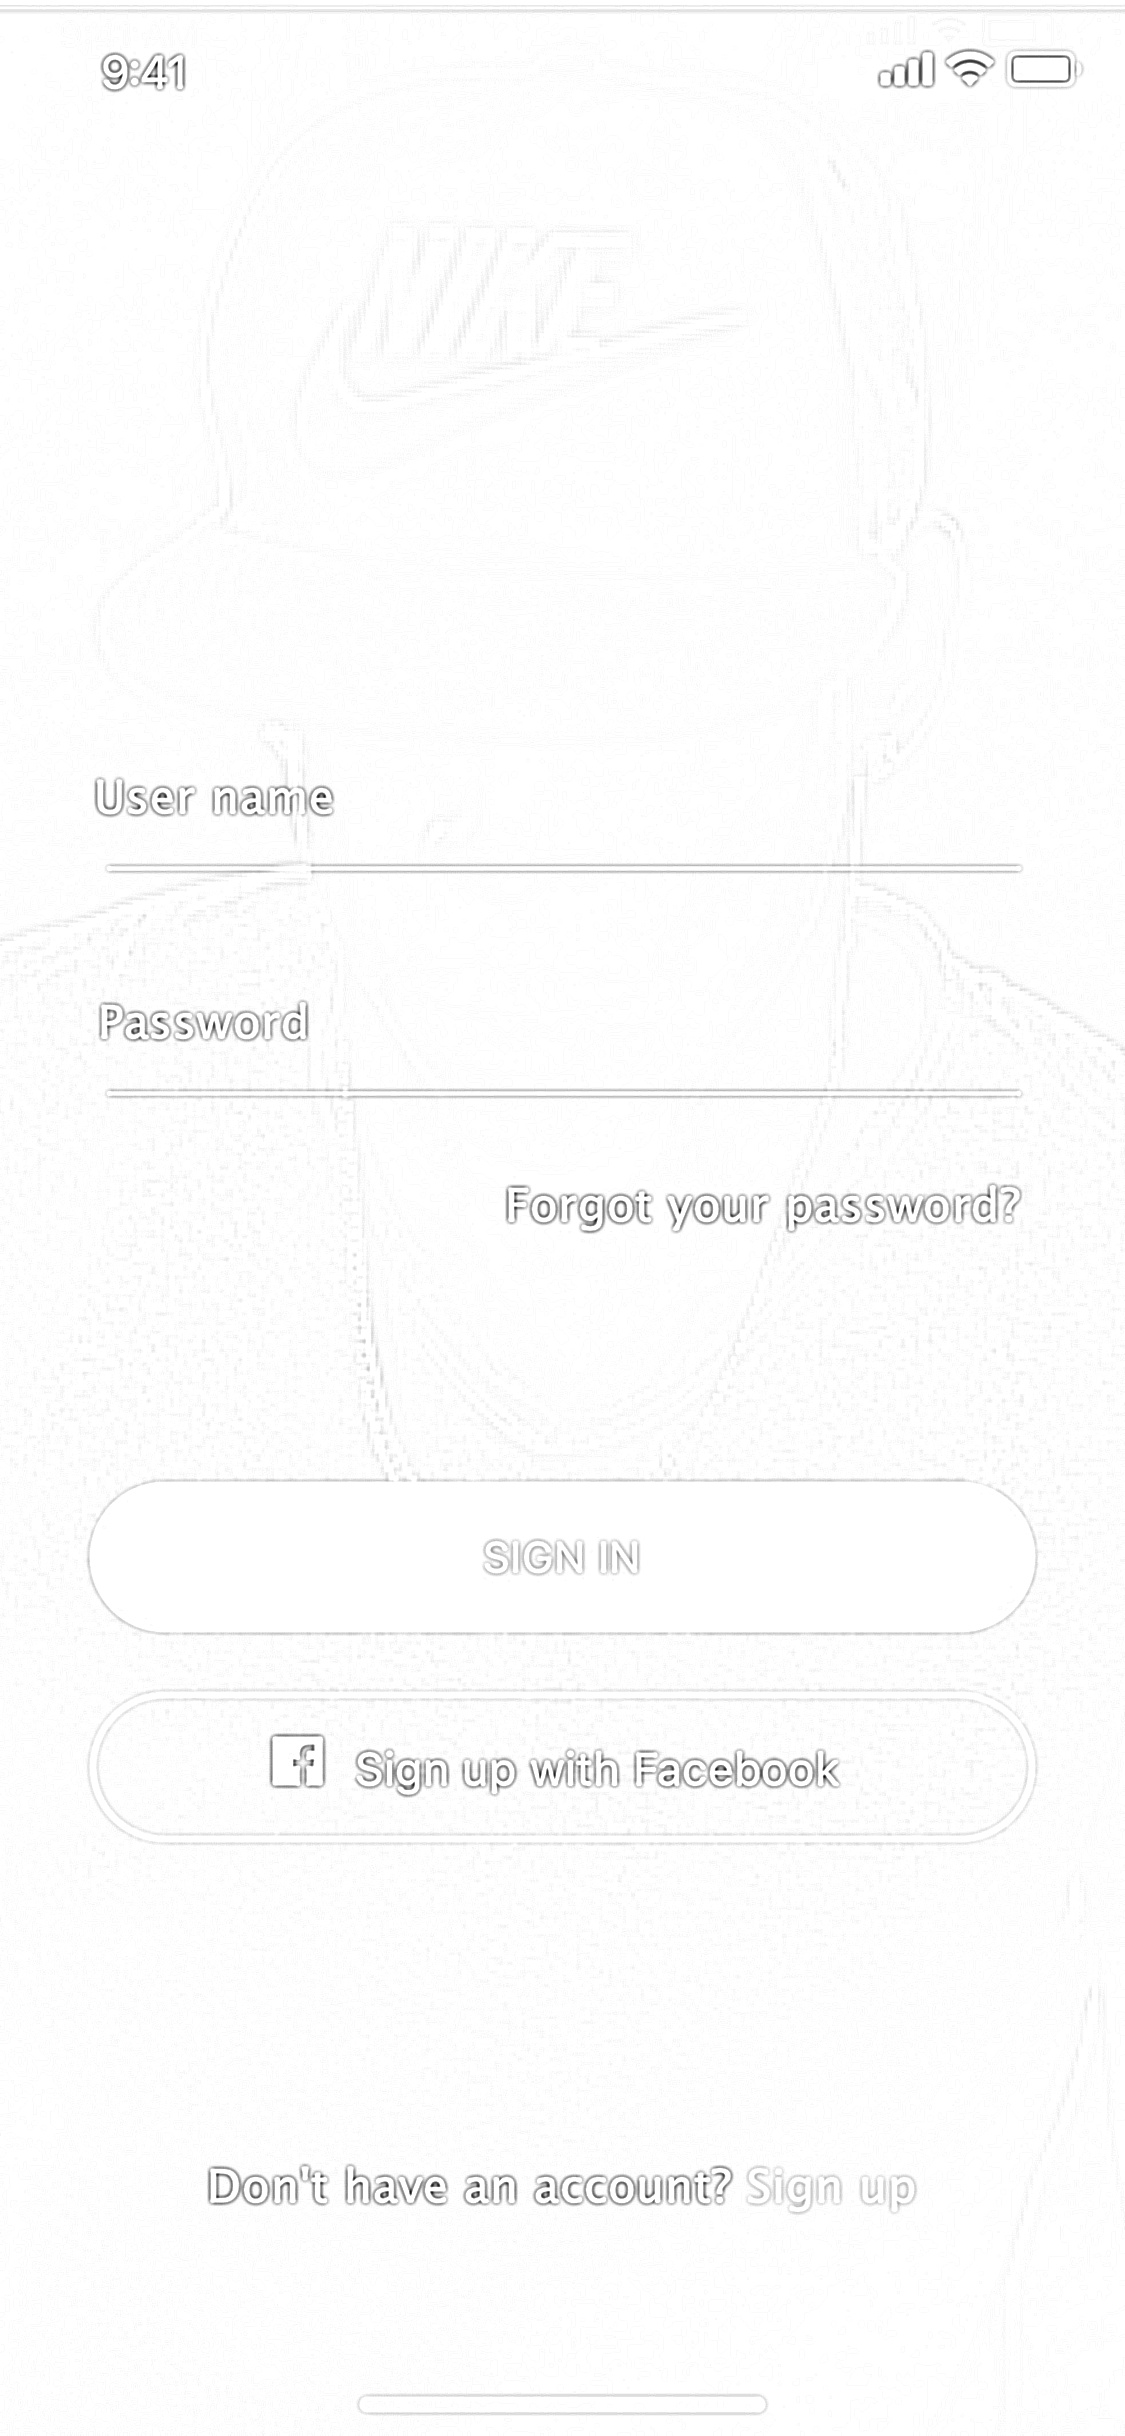 9:41
NIKE
User name
Password
Forgot your password?
SIGN IN
f Sign up with Facebook
Don't have an account? Sign up